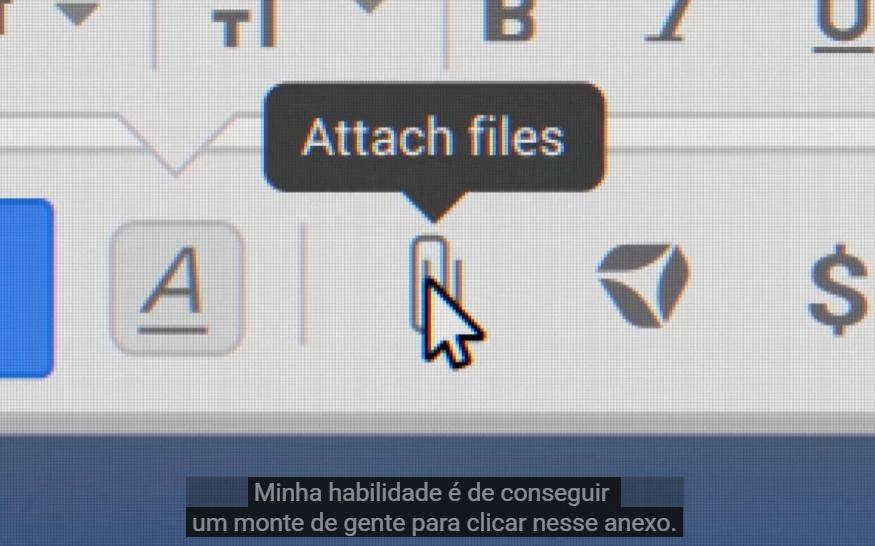 B I U
Attach files
A
$
Minha habilidade é de conseguir
um monte de gente para clicar nesse anexo.